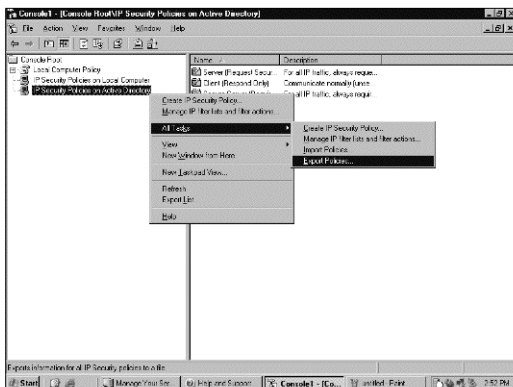 Console1 - [Console Root\IP Security Policies on Active Directory]
File Action View Favorites Window Help
Console Root
Local Computer Policy
IP Security Policies on Local Computer
IP Security Policies on Active Directory
Name Description
Server (Request Secur... For all IP traffic, always reque...
Client (Respond Only) Communicate normally (unse...
For all IP traffic, always requir...
Create IP Security Policy...
Manage IP filter lists and filter actions...
All Tasks
View
New Window from Here
New Taskpad View...
Refresh
Export List
Help
Create IP Security Policy...
Manage IP filter lists and filter actions...
Import Policies...
Export Policies...
Exports information for all IP Security policies to a file
Start Manage Your Ser... Help and Support Console1 - [Co... untitled - Paint 2:52 PM